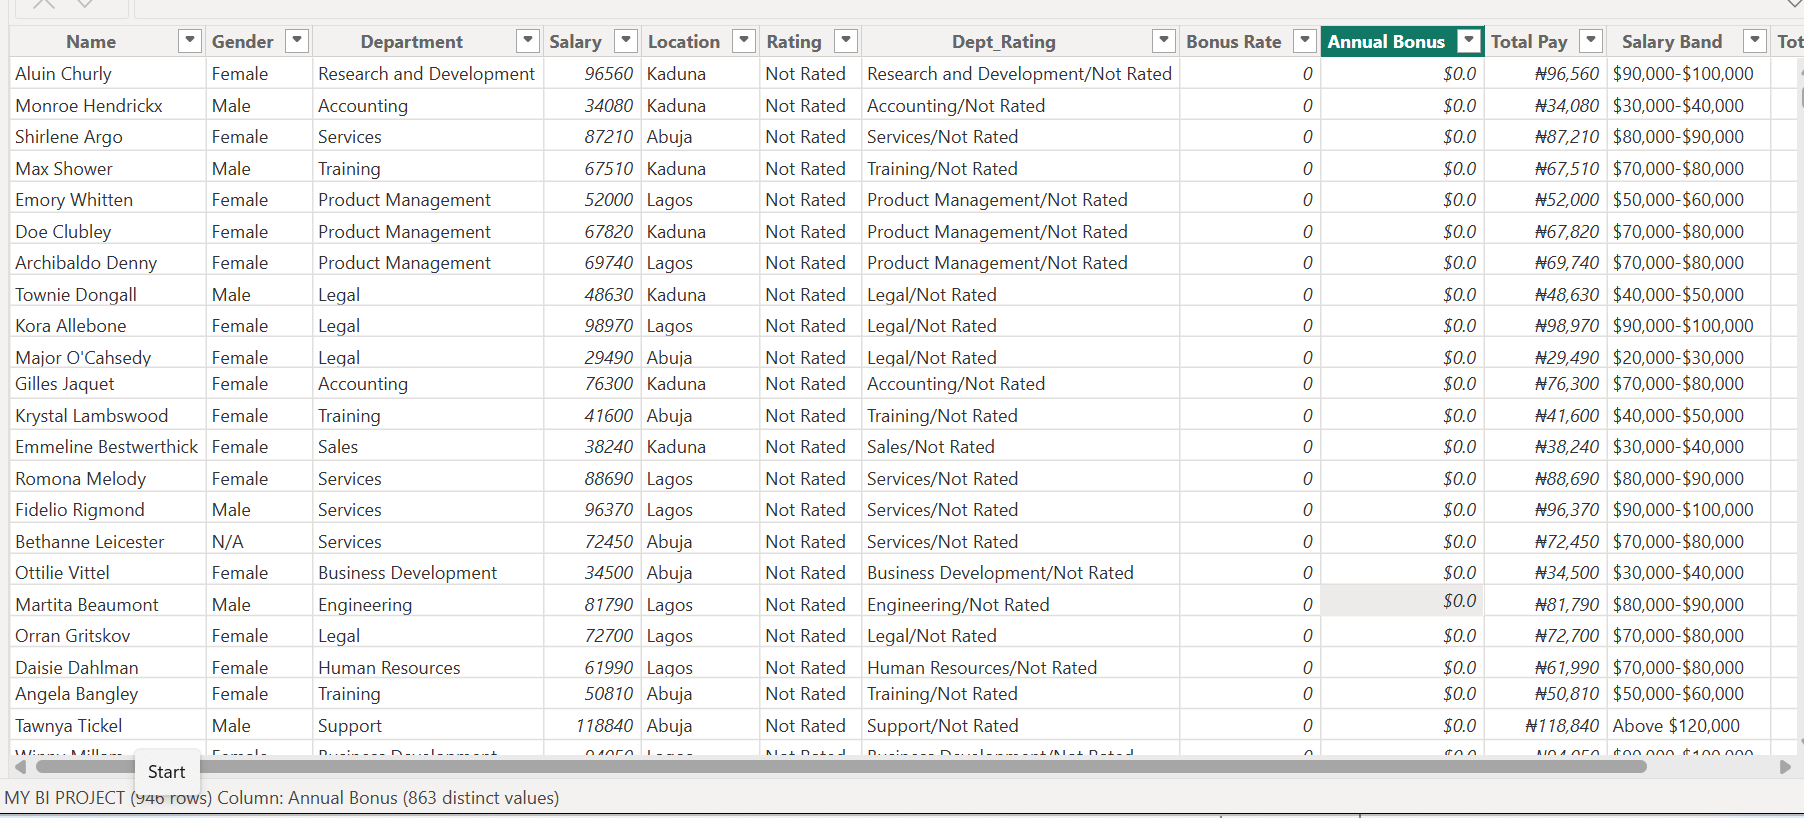 Name Gender Department Salary Location Rating Dept_Rating Bonus Rate Annual Bonus Total Pay Salary Band Tot
Aluin Churly Female Research and Development 96560 Kaduna Not Rated Research and Development/Not Rated 0 $0.0 ₦96,560 $90,000-$100,000
Monroe Hendrickx Male Accounting 34080 Kaduna Not Rated Accounting/Not Rated 0 $0.0 ₦34,080 $30,000-$40,000
Shirlene Argo Female Services 87210 Abuja Not Rated Services/Not Rated 0 $0.0 ₦87,210 $80,000-$90,000
Max Shower Male Training 67510 Kaduna Not Rated Training/Not Rated 0 $0.0 ₦67,510 $70,000-$80,000
Emory Whitten Female Product Management 52000 Lagos Not Rated Product Management/Not Rated 0 $0.0 ₦52,000 $50,000-$60,000
Doe Clubley Female Product Management 67820 Kaduna Not Rated Product Management/Not Rated 0 $0.0 ₦67,820 $70,000-$80,000
Archibaldo Denny Female Product Management 69740 Lagos Not Rated Product Management/Not Rated 0 $0.0 ₦69,740 $70,000-$80,000
Townie Dongall Male Legal 48630 Kaduna Not Rated Legal/Not Rated 0 $0.0 ₦48,630 $40,000-$50,000
Kora Allebone Female Legal 98970 Lagos Not Rated Legal/Not Rated 0 $0.0 ₦98,970 $90,000-$100,000
Major O'Cahsedy Female Legal 29490 Abuja Not Rated Legal/Not Rated 0 $0.0 ₦29,490 $20,000-$30,000
Gilles Jaquet Female Accounting 76300 Kaduna Not Rated Accounting/Not Rated 0 $0.0 ₦76,300 $70,000-$80,000
Krystal Lambswood Female Training 41600 Abuja Not Rated Training/Not Rated 0 $0.0 ₦41,600 $40,000-$50,000
Emmeline Bestwerthick Female Sales 38240 Kaduna Not Rated Sales/Not Rated 0 $0.0 ₦38,240 $30,000-$40,000
Romona Melody Female Services 88690 Lagos Not Rated Services/Not Rated 0 $0.0 ₦88,690 $80,000-$90,000
Fidelio Rigmond Male Services 96370 Lagos Not Rated Services/Not Rated 0 $0.0 ₦96,370 $90,000-$100,000
Bethanne Leicester N/A Services 72450 Abuja Not Rated Services/Not Rated 0 $0.0 ₦72,450 $70,000-$80,000
Ottilie Vittel Female Business Development 34500 Abuja Not Rated Business Development/Not Rated 0 $0.0 ₦34,500 $30,000-$40,000
Martita Beaumont Male Engineering 81790 Lagos Not Rated Engineering/Not Rated 0 $0.0 ₦81,790 $80,000-$90,000
Orran Gritskov Female Legal 72700 Lagos Not Rated Legal/Not Rated 0 $0.0 ₦72,700 $70,000-$80,000
Daisie Dahlman Female Human Resources 61990 Lagos Not Rated Human Resources/Not Rated 0 $0.0 ₦61,990 $70,000-$80,000
Angela Bangley Female Training 50810 Abuja Not Rated Training/Not Rated 0 $0.0 ₦50,810 $50,000-$60,000
Tawnya Tickel Male Support 118840 Abuja Not Rated Support/Not Rated 0 $0.0 ₦118,840 Above $120,000
Start
MY BI PROJECT (946 rows) Column: Annual Bonus (863 distinct values)